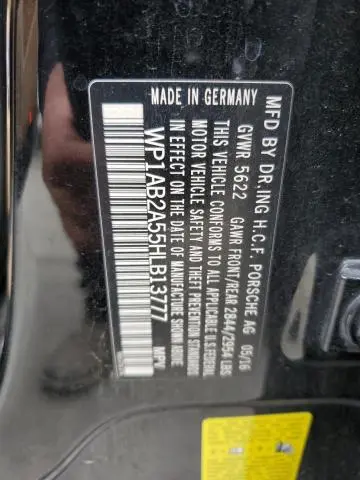 MFD BY DR,ING H.C.F. PORSCHE AG 05/16
GVWR 5622 GAWR FRONT/REAR 2844/2954 LBS
THIS VEHICLE CONFORMS TO ALL APPLICABLE U.S.FEDERAL
MOTOR VEHICLE SAFETY AND THEFT PREVENTION STANDARDS
IN EFFECT ON THE DATE OF MANUFACTURE SHOWN ABOVE
WP1AB2A55HLB13777 MPV
MADE IN GERMANY